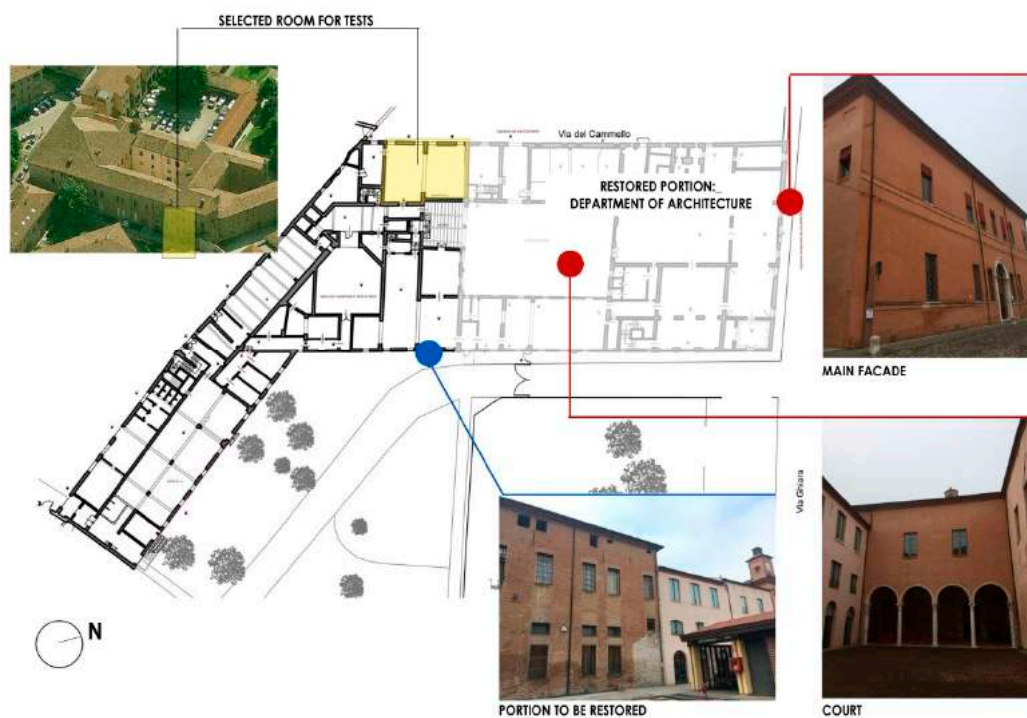 SELECTED ROOM FOR TESTS
Via del Cammello
RESTORED PORTION:_
DEPARTMENT OF ARCHITECTURE
MAIN FACADE
Via Ghiara
N
PORTION TO BE RESTORED
COURT